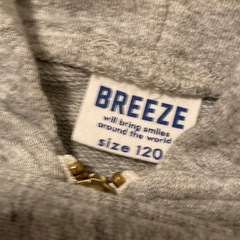 BREEZE
will bring smiles
around the world
size 120